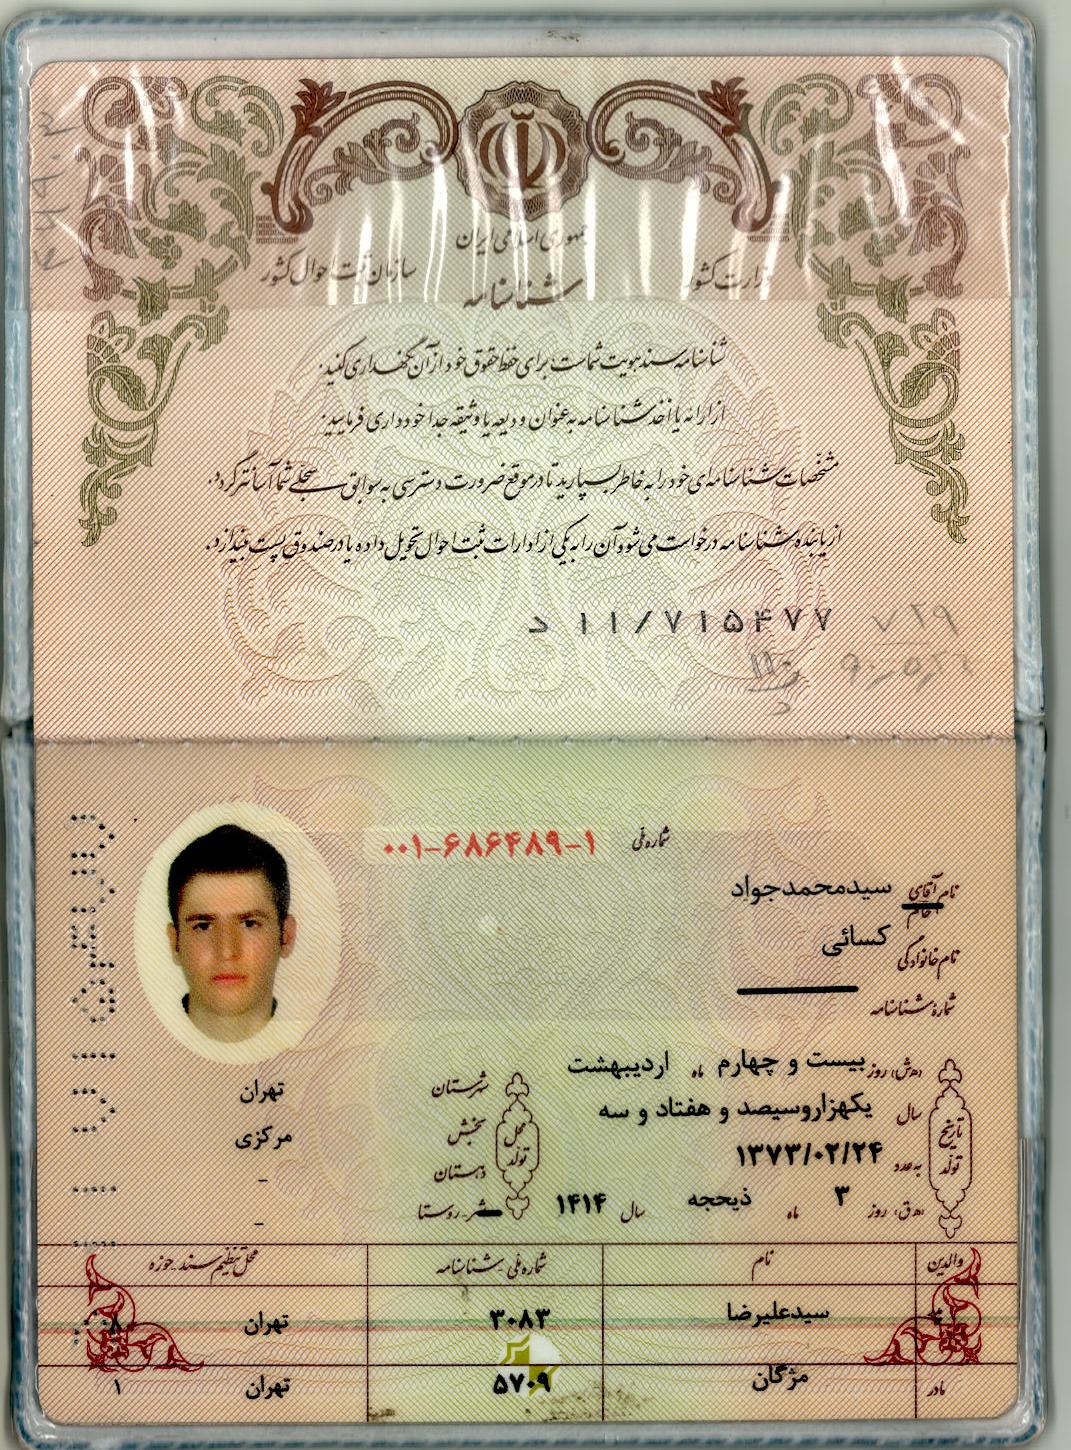 جمهوری اسلامی ایران
وزارت کشور
سازمان ثبت احوال کشور
شناسنامه
شناسنامه سند هویت شماست برای حفظ حقوق خود از آن نگهداری کنید.
از ارائه یا اخذ شناسنامه به عنوان ودیعه یا وثیقه جداً خودداری فرمایید.
مشخصات شناسنامه‌ای خود را به خاطر بسپارید تا در موقع ضرورت دسترسی به سوابق سجلی شما آسانتر گردد.
از یابنده شناسنامه درخواست می‌شود آن را به یکی از ادارات ثبت احوال تحویل داده یا در صندوق پست بیندازد.
د ۱۱/۷۱۵۴۷۷
۷۲۹
شماره ملی ۰۰۱-۶۸۶۴۸۹-۱
نام آقای سیدمحمدجواد
خانم
نام خانوادگی کسائی
شماره شناسنامه
تاریخ تولد
(ه‍.ش) روز بیست و چهارم ماه اردیبهشت
سال یکهزاروسیصد و هفتاد و سه
به عدد ۱۳۷۳/۰۲/۲۴
(ه‍.ق) روز ۳ ماه ذیحجه سال ۱۴۱۴
محل تولد
شهرستان تهران
بخش مرکزی
دهستان -
شهر-روستا -
والدین نام شماره ملی-شناسنامه محل تنظیم سند-حوزه
سیدعلیرضا ۳۰۸۳ تهران ۸
مادر مژگان ۵۷۰۹ تهران ۱